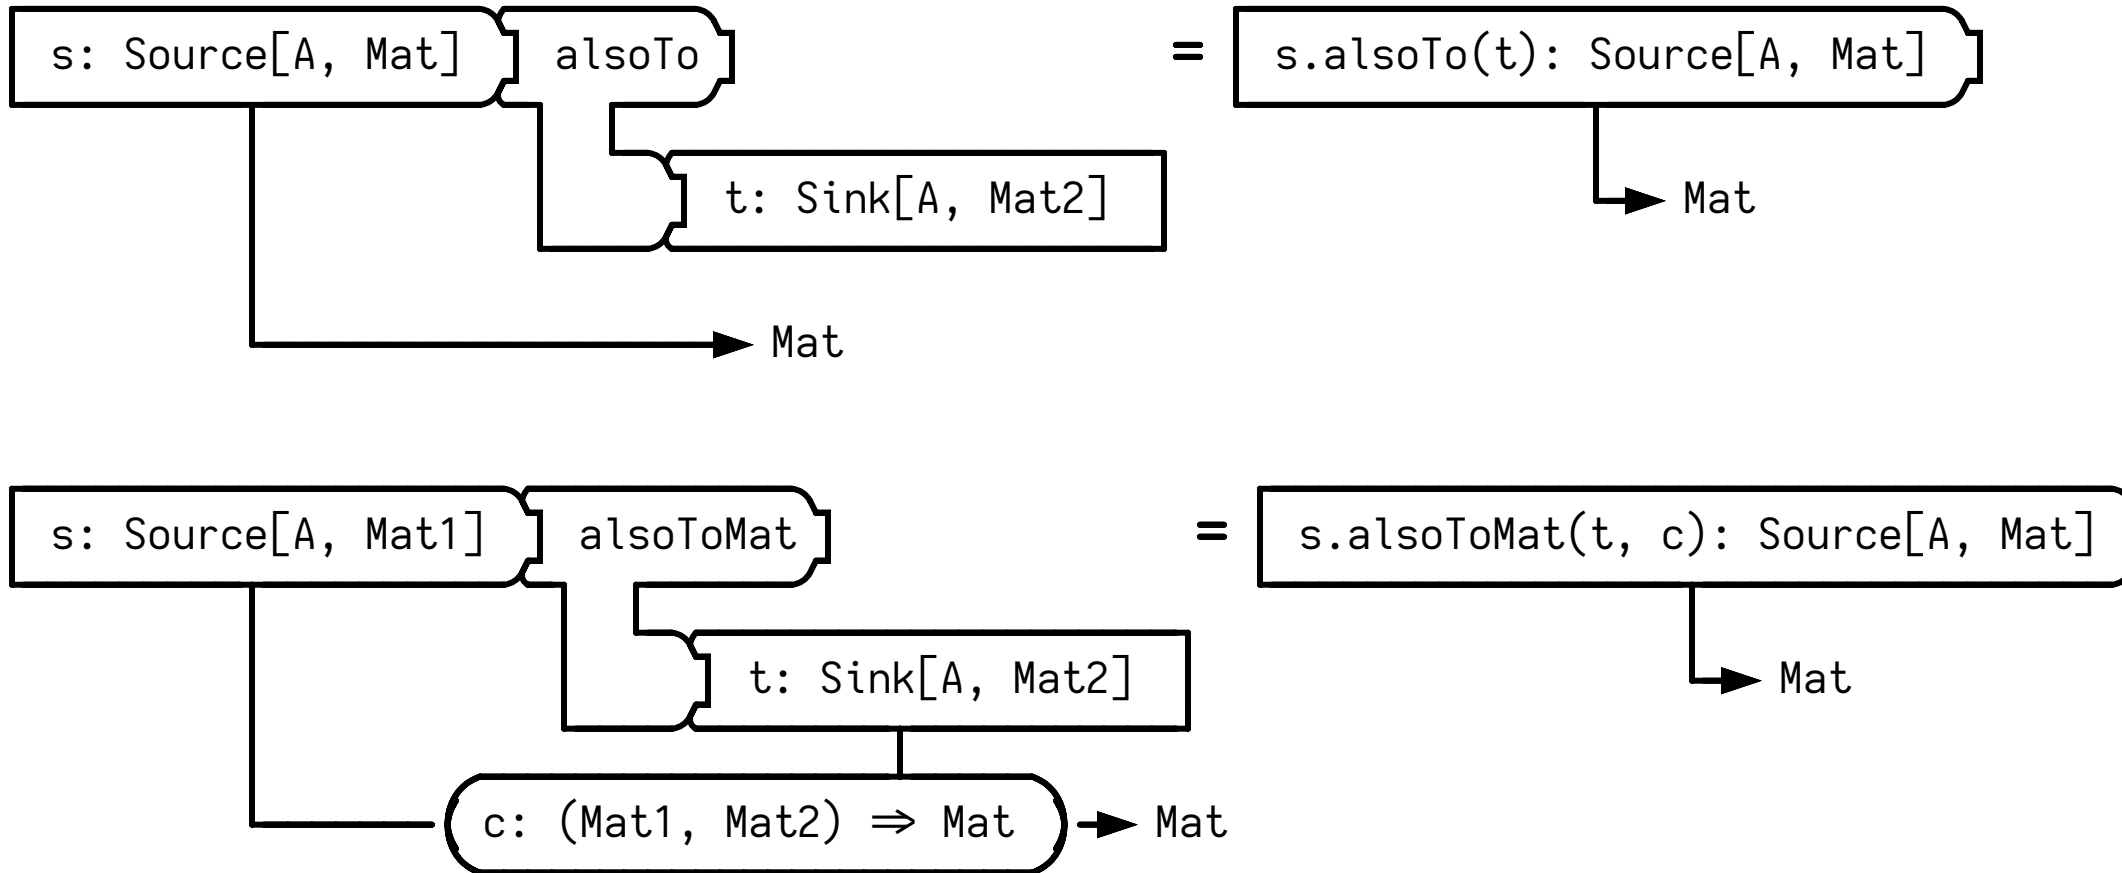 s: Source[A, Mat] alsoTo = s.alsoTo(t): Source[A, Mat]
t: Sink[A, Mat2] Mat
Mat
s: Source[A, Mat1] alsoToMat = s.alsoToMat(t, c): Source[A, Mat]
t: Sink[A, Mat2] Mat
c: (Mat1, Mat2) ⇒ Mat Mat